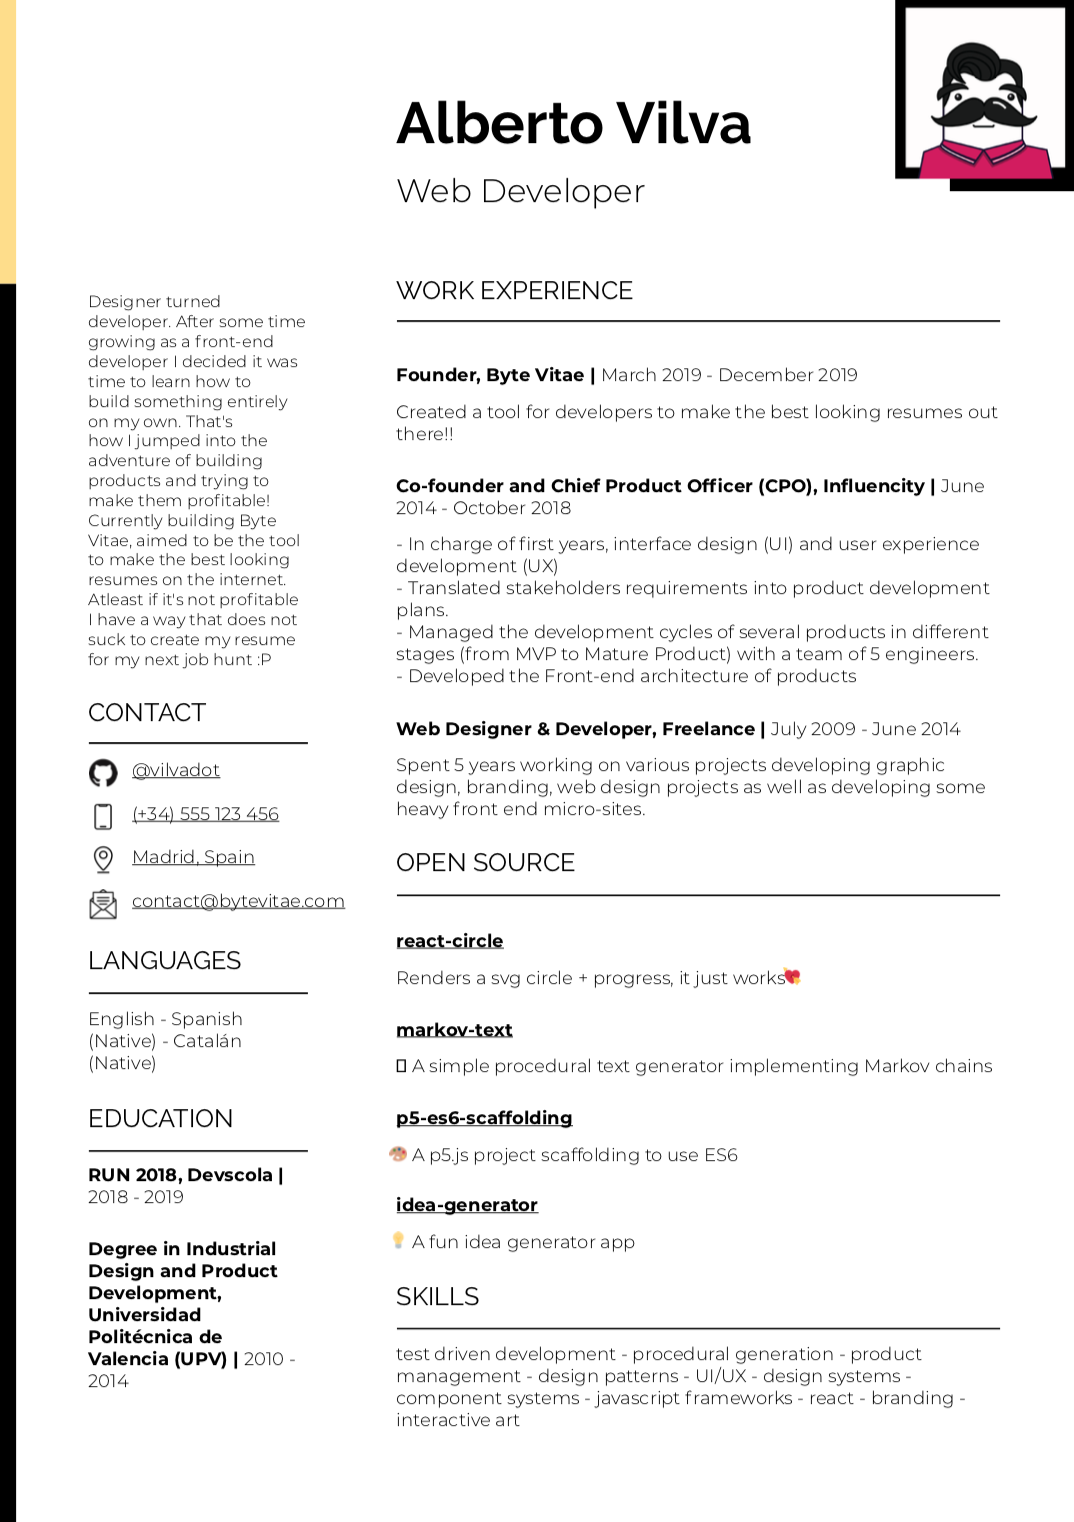 Alberto Vilva
Web Developer
Designer turned
developer. After some time
growing as a front-end
developer I decided it was
time to learn how to
build something entirely
on my own. That's
how I jumped into the
adventure of building
products and trying to
make them profitable!
Currently building Byte
Vitae, aimed to be the tool
to make the best looking
resumes on the internet.
Atleast if it's not profitable
I have a way that does not
suck to create my resume
for my next job hunt :P
CONTACT
@vilvadot
(+34) 555 123 456
Madrid, Spain
contact@bytevitae.com
LANGUAGES
English - Spanish
(Native) - Catalán
(Native)
EDUCATION
RUN 2018, Devscola |
2018 - 2019
Degree in Industrial
Design and Product
Development,
Universidad
Politécnica de
Valencia (UPV) | 2010 -
2014
WORK EXPERIENCE
Founder, Byte Vitae | March 2019 - December 2019
Created a tool for developers to make the best looking resumes out
there!!
Co-founder and Chief Product Officer (CPO), Influencity | June
2014 - October 2018
- In charge of first years, interface design (UI) and user experience
development (UX)
- Translated stakeholders requirements into product development
plans.
- Managed the development cycles of several products in different
stages (from MVP to Mature Product) with a team of 5 engineers.
- Developed the Front-end architecture of products
Web Designer & Developer, Freelance | July 2009 - June 2014
Spent 5 years working on various projects developing graphic
design, branding, web design projects as well as developing some
heavy front end micro-sites.
OPEN SOURCE
react-circle
Renders a svg circle + progress, it just works💘
markov-text
▯ A simple procedural text generator implementing Markov chains
p5-es6-scaffolding
🎨 A p5.js project scaffolding to use ES6
idea-generator
💡 A fun idea generator app
SKILLS
test driven development - procedural generation - product
management - design patterns - UI/UX - design systems -
component systems - javascript frameworks - react - branding -
interactive art